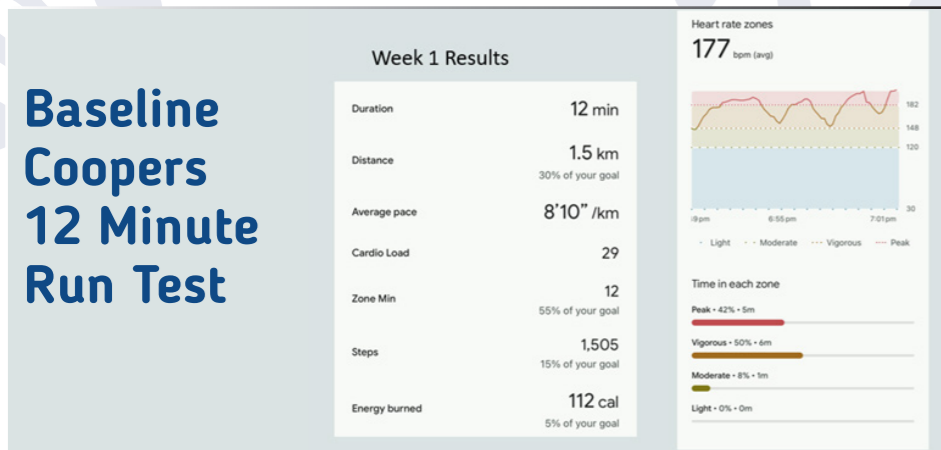 Baseline
Coopers
12 Minute
Run Test
Week 1 Results
Duration 12 min
Distance 1.5 km
30% of your goal
Average pace 8'10" /km
Cardio Load 29
Zone Min 12
55% of your goal
Steps 1,505
15% of your goal
Energy burned 112 cal
5% of your goal
Heart rate zones
177 bpm (avg)
182
148
120
30
9pm 6:55pm 7:01pm
Light Moderate Vigorous Peak
Time in each zone
Peak • 42% • 5m
Vigorous • 50% • 6m
Moderate • 8% • 1m
Light • 0% • 0m